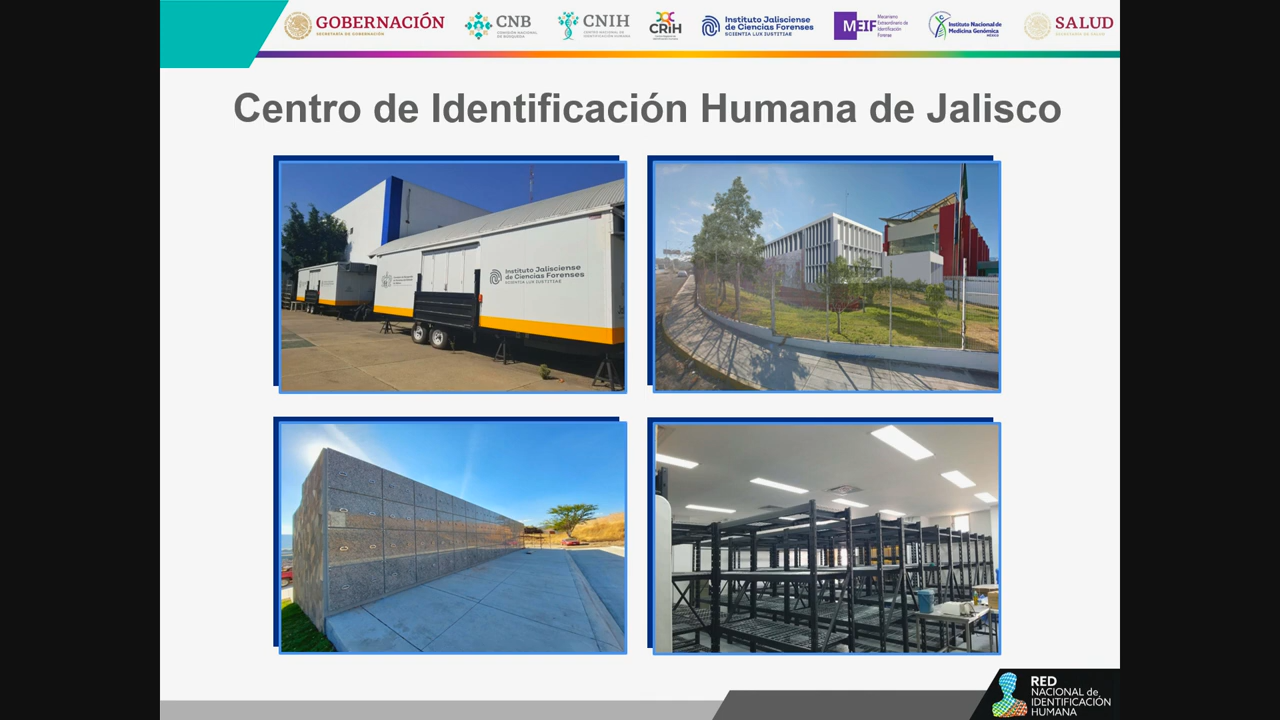 GOBERNACIÓN
SECRETARÍA DE GOBERNACIÓN
CNB
COMISIÓN NACIONAL
DE BÚSQUEDA
CNIH
CENTRO NACIONAL DE
IDENTIFICACIÓN HUMANA
CRIH
Instituto Jalisciense
de Ciencias Forenses
SCIENTIA LUX IUSTITIAE
MEIF
Mecanismo
Extraordinario de
Identificación
Forense
Instituto Nacional de
Medicina Genómica
MÉXICO
SALUD
SECRETARÍA DE SALUD
Centro de Identificación Humana de Jalisco
Instituto Jalisciense
de Ciencias Forenses
SCIENTIA LUX IUSTITIAE
RED
NACIONAL de
IDENTIFICACIÓN
HUMANA